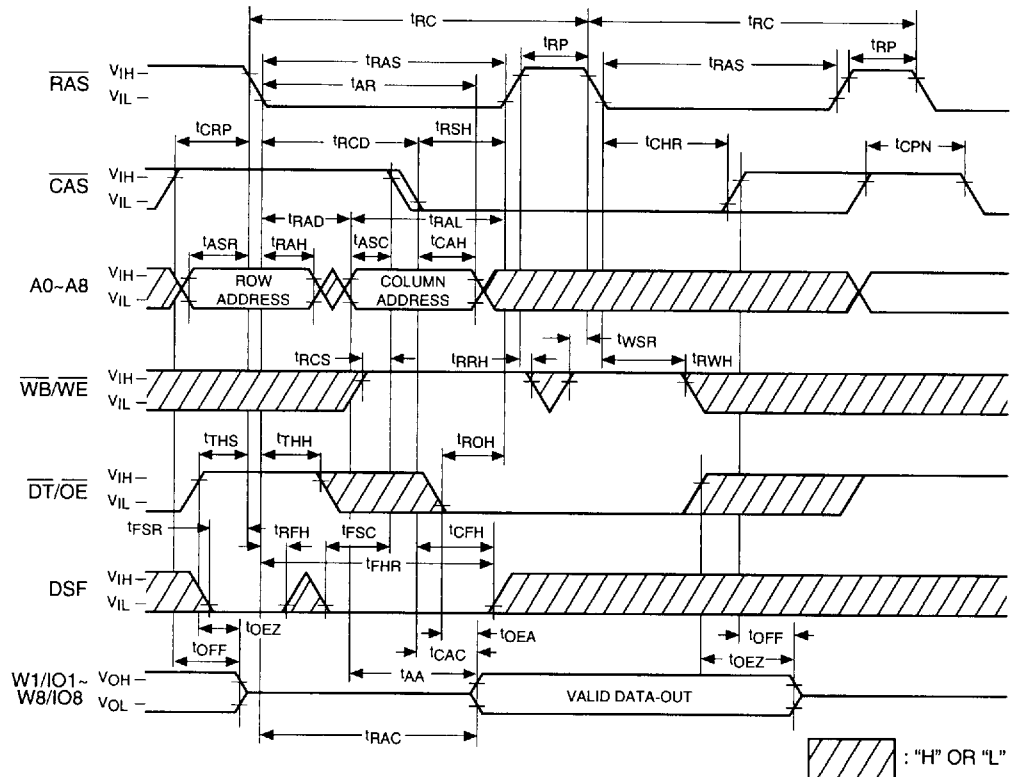 tRC tRC
tRP tRP
tRAS tRAS
RAS VIH VIL
tAR
tCRP tRCD tRSH tCHR tCPN
CAS VIH VIL
tRAD tRAL
tASR tRAH tASC tCAH
A0~A8 VIH VIL ROW ADDRESS COLUMN ADDRESS
tWSR
tRCS tRRH tRWH
WB/WE VIH VIL
tTHS tTHH tROH
DT/OE VIH VIL
tFSR tRFH tFSC tCFH
tFHR
DSF VIH VIL
tOEZ tOEA tOFF
tOFF tCAC tOEZ
tAA
W1/IO1~ W8/IO8 VOH VOL VALID DATA-OUT
tRAC
: "H" OR "L"